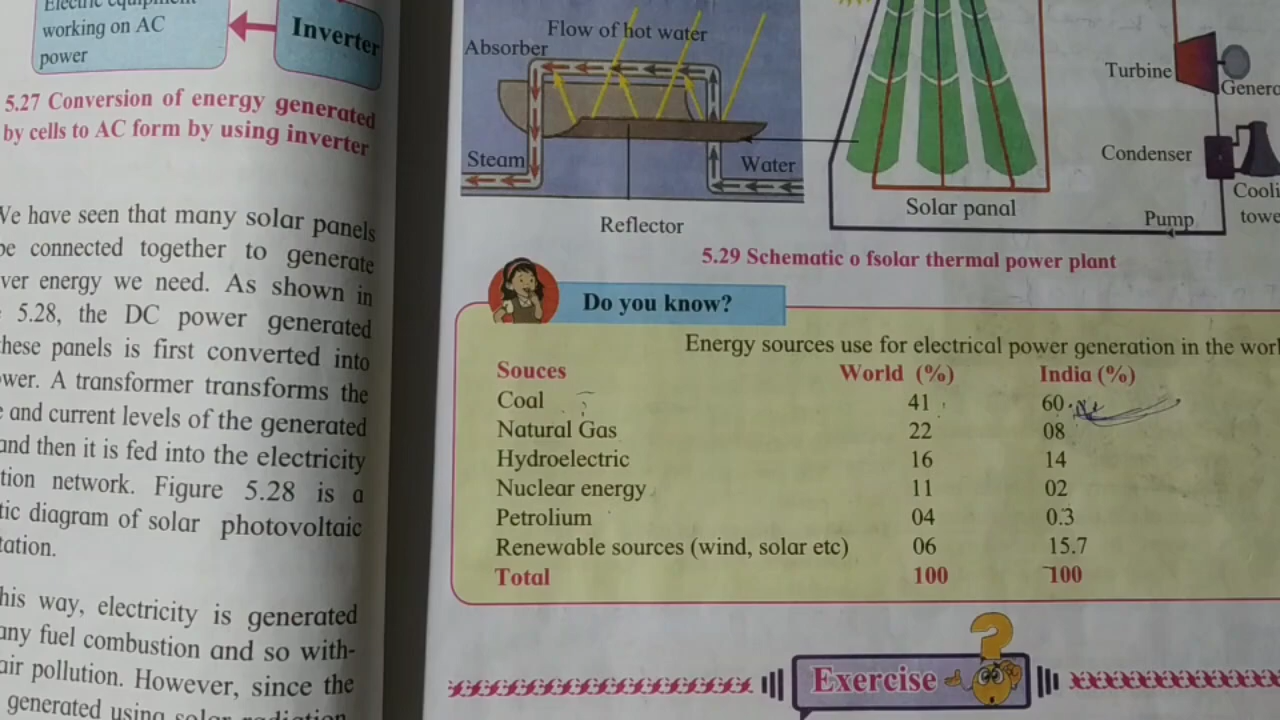 Electric equipment
working on AC
power
Inverter
5.27 Conversion of energy generated
by cells to AC form by using inverter
We have seen that many solar panels
be connected together to generate
ver energy we need. As shown in
5.28, the DC power generated
hese panels is first converted into
wer. A transformer transforms the
e and current levels of the generated
and then it is fed into the electricity
tion network. Figure 5.28 is a
tic diagram of solar photovoltaic
tation.
his way, electricity is generated
any fuel combustion and so with-
air pollution. However, since the
generated using solar radiation
Flow of hot water
Absorber
Steam
Water
Reflector
Turbine
Genera
Condenser
Cooli
towe
Solar panal
Pump
5.29 Schematic o fsolar thermal power plant
Do you know?
Energy sources use for electrical power generation in the worl
Souces World (%) India (%)
Coal 41 60
Natural Gas 22 08
Hydroelectric 16 14
Nuclear energy 11 02
Petrolium 04 0.3
Renewable sources (wind, solar etc) 06 15.7
Total 100 100
Exercise